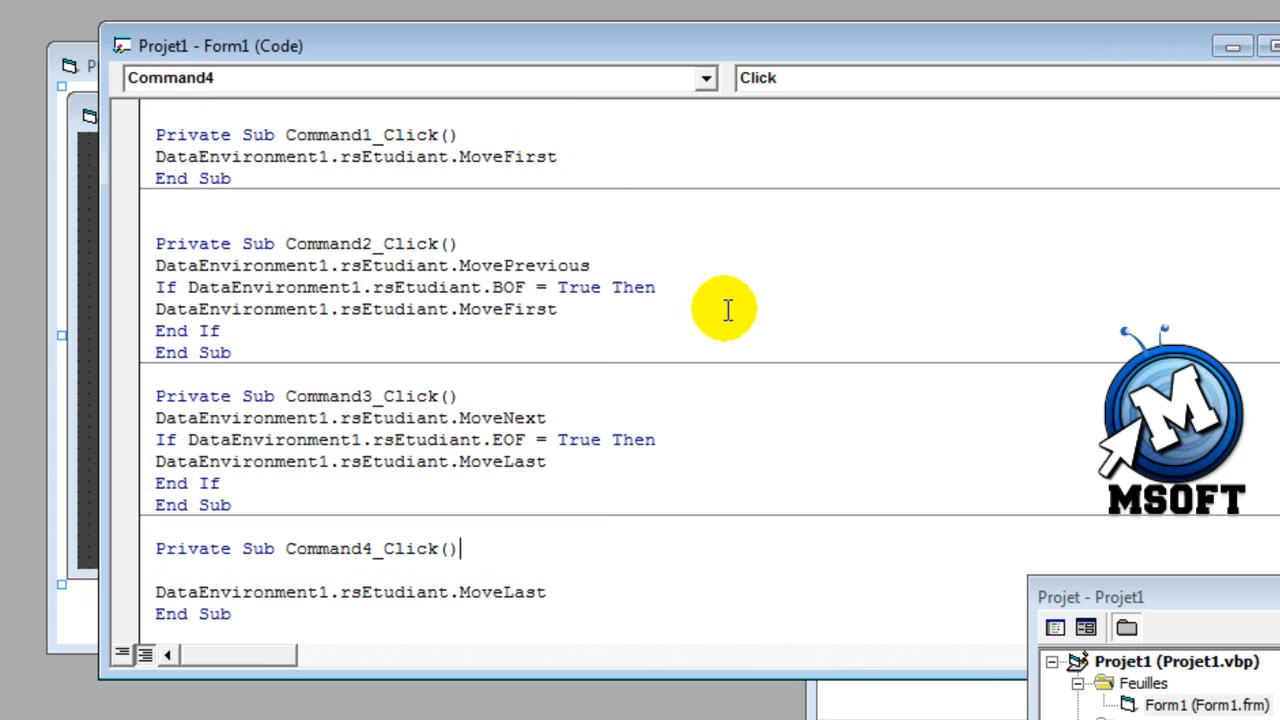 Projet1 - Form1 (Code)
Command4
Click
Private Sub Command1_Click()
DataEnvironment1.rsEtudiant.MoveFirst
End Sub
Private Sub Command2_Click()
DataEnvironment1.rsEtudiant.MovePrevious
If DataEnvironment1.rsEtudiant.BOF = True Then
DataEnvironment1.rsEtudiant.MoveFirst
End If
End Sub
Private Sub Command3_Click()
DataEnvironment1.rsEtudiant.MoveNext
If DataEnvironment1.rsEtudiant.EOF = True Then
DataEnvironment1.rsEtudiant.MoveLast
End If
End Sub
Private Sub Command4_Click()
DataEnvironment1.rsEtudiant.MoveLast
End Sub
M
MSOFT
Projet - Projet1
Projet1 (Projet1.vbp)
Feuilles
Form1 (Form1.frm)